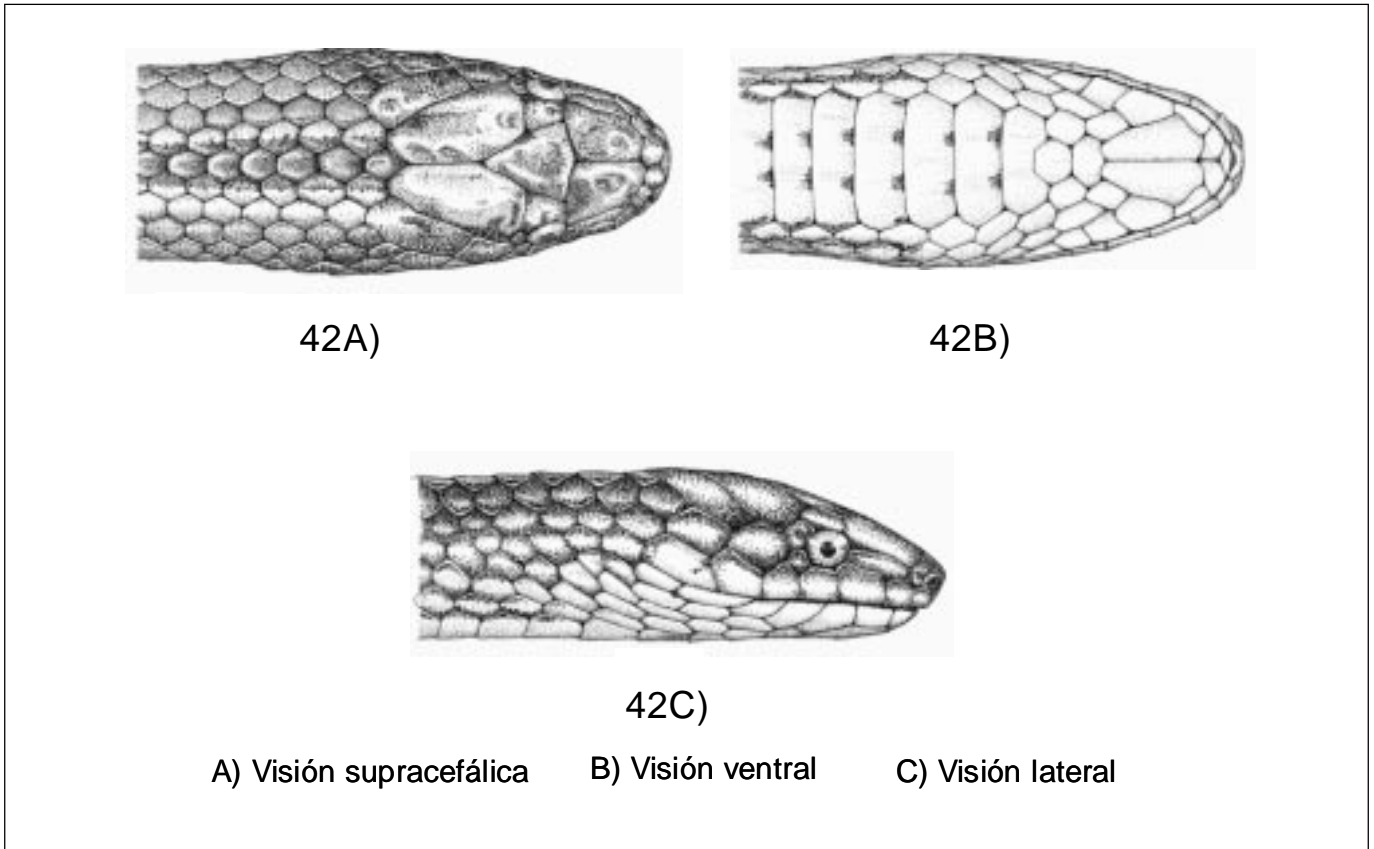 42A) 42B)
42C)
A) Visión supracefálica B) Visión ventral C) Visión lateral